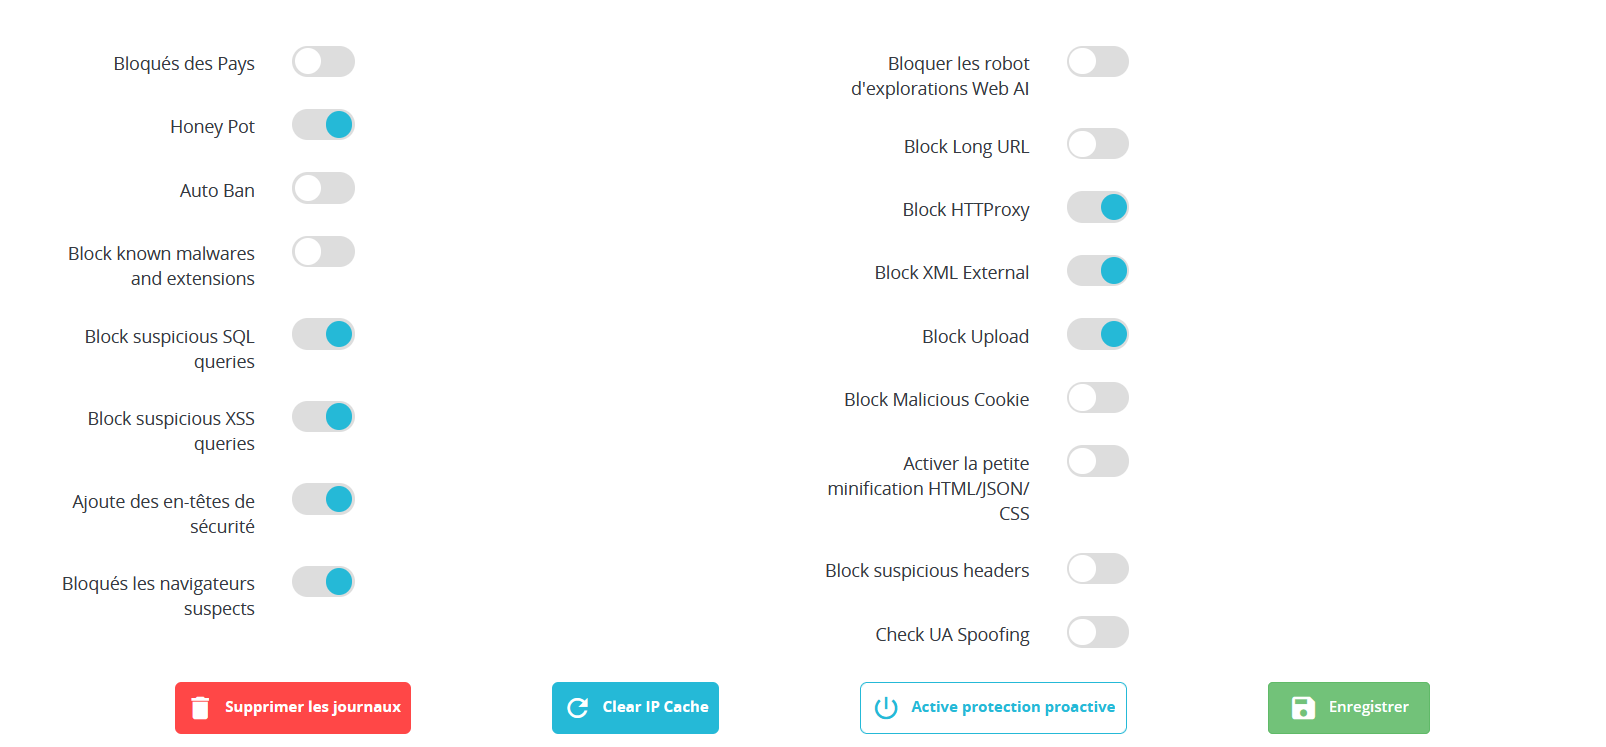 Bloqués des Pays
Honey Pot
Auto Ban
Block known malwares
and extensions
Block suspicious SQL
queries
Block suspicious XSS
queries
Ajoute des en-têtes de
sécurité
Bloqués les navigateurs
suspects
Bloquer les robot
d'explorations Web AI
Block Long URL
Block HTTProxy
Block XML External
Block Upload
Block Malicious Cookie
Activer la petite
minification HTML/JSON/
CSS
Block suspicious headers
Check UA Spoofing
Supprimer les journaux
Clear IP Cache
Active protection proactive
Enregistrer